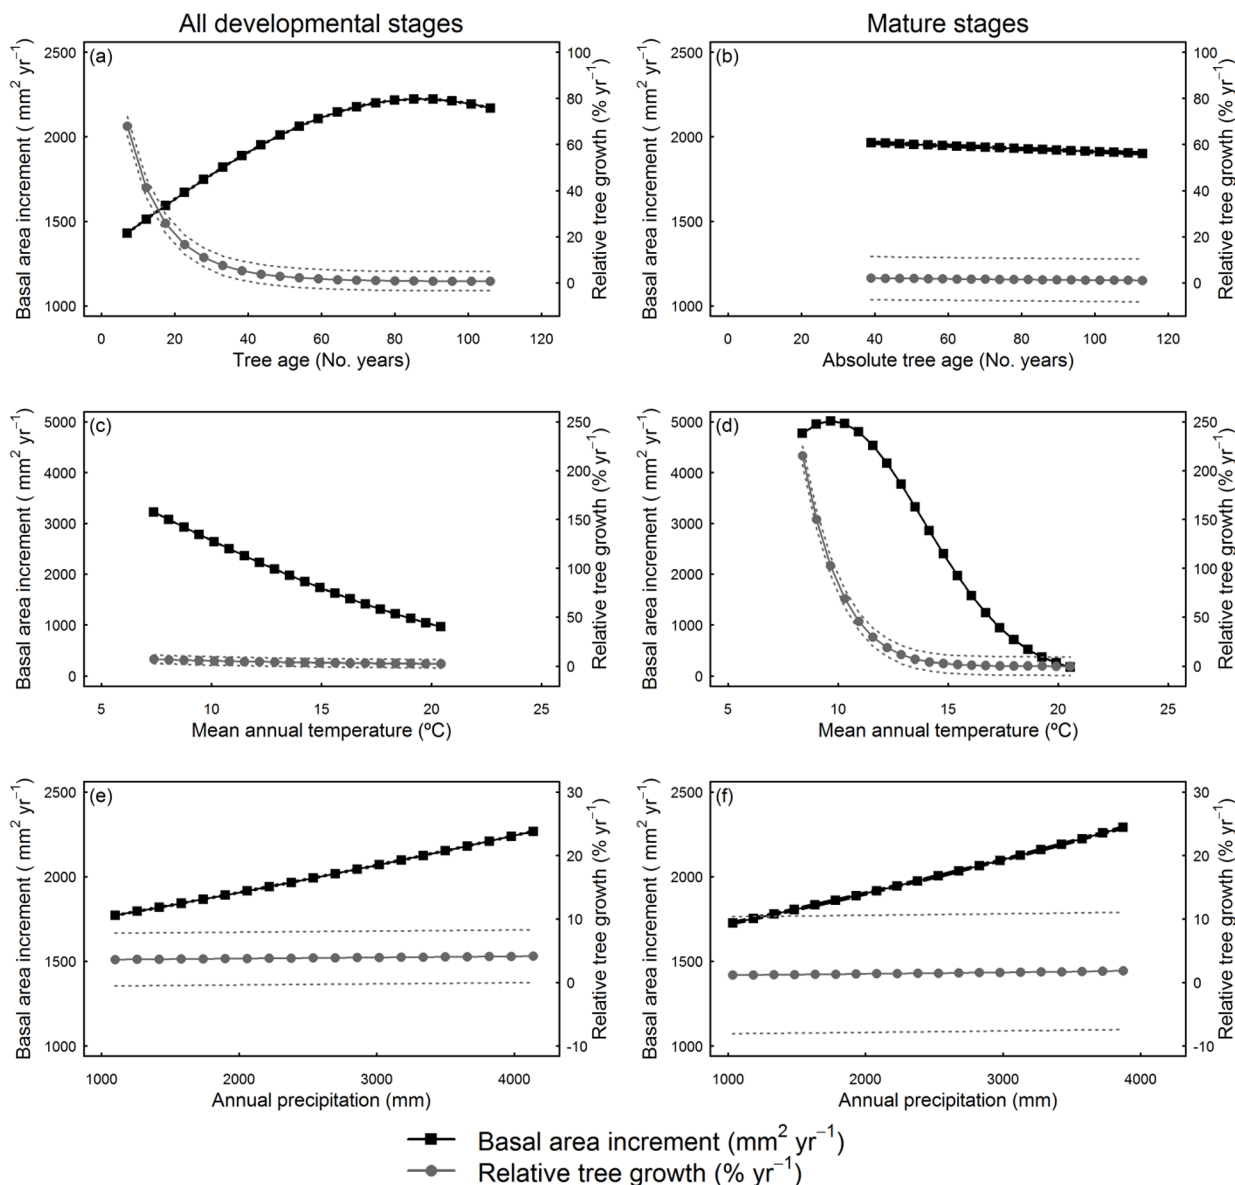 All developmental stages
Mature stages
(a)
Basal area increment ( mm² yr⁻¹)
2500
2000
1500
1000
100
80
60
40
20
0
Relative tree growth (% yr⁻¹)
0 20 40 60 80 100 120
Tree age (No. years)
(b)
Basal area increment ( mm² yr⁻¹)
2500
2000
1500
1000
100
80
60
40
20
0
Relative tree growth (% yr⁻¹)
0 20 40 60 80 100 120
Absolute tree age (No. years)
(c)
Basal area increment ( mm² yr⁻¹)
5000
4000
3000
2000
1000
0
250
200
150
100
50
0
Relative tree growth (% yr⁻¹)
5 10 15 20 25
Mean annual temperature (ºC)
(d)
Basal area increment ( mm² yr⁻¹)
5000
4000
3000
2000
1000
0
250
200
150
100
50
0
Relative tree growth (% yr⁻¹)
5 10 15 20 25
Mean annual temperature (ºC)
(e)
Basal area increment ( mm² yr⁻¹)
2500
2000
1500
1000
30
20
10
0
-10
Relative tree growth (% yr⁻¹)
1000 2000 3000 4000
Annual precipitation (mm)
(f)
Basal area increment ( mm² yr⁻¹)
2500
2000
1500
1000
30
20
10
0
-10
Relative tree growth (% yr⁻¹)
1000 2000 3000 4000
Annual precipitation (mm)
Basal area increment (mm² yr⁻¹)
Relative tree growth (% yr⁻¹)